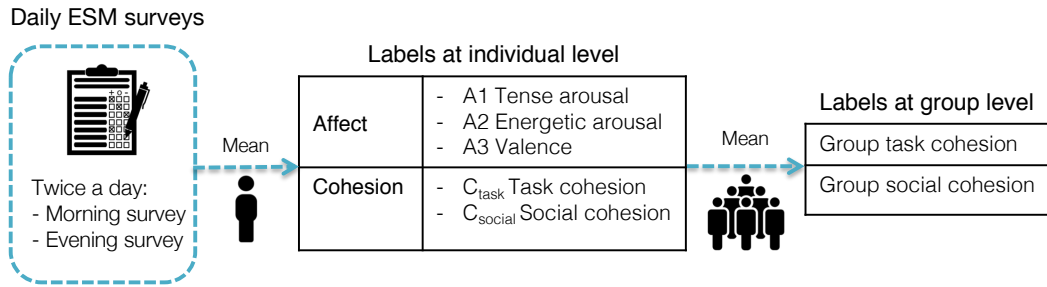 Daily ESM surveys
Twice a day:
- Morning survey
- Evening survey
Mean
Labels at individual level
Affect
- A1 Tense arousal
- A2 Energetic arousal
- A3 Valence
Cohesion
- Ctask Task cohesion
- Csocial Social cohesion
Mean
Labels at group level
Group task cohesion
Group social cohesion